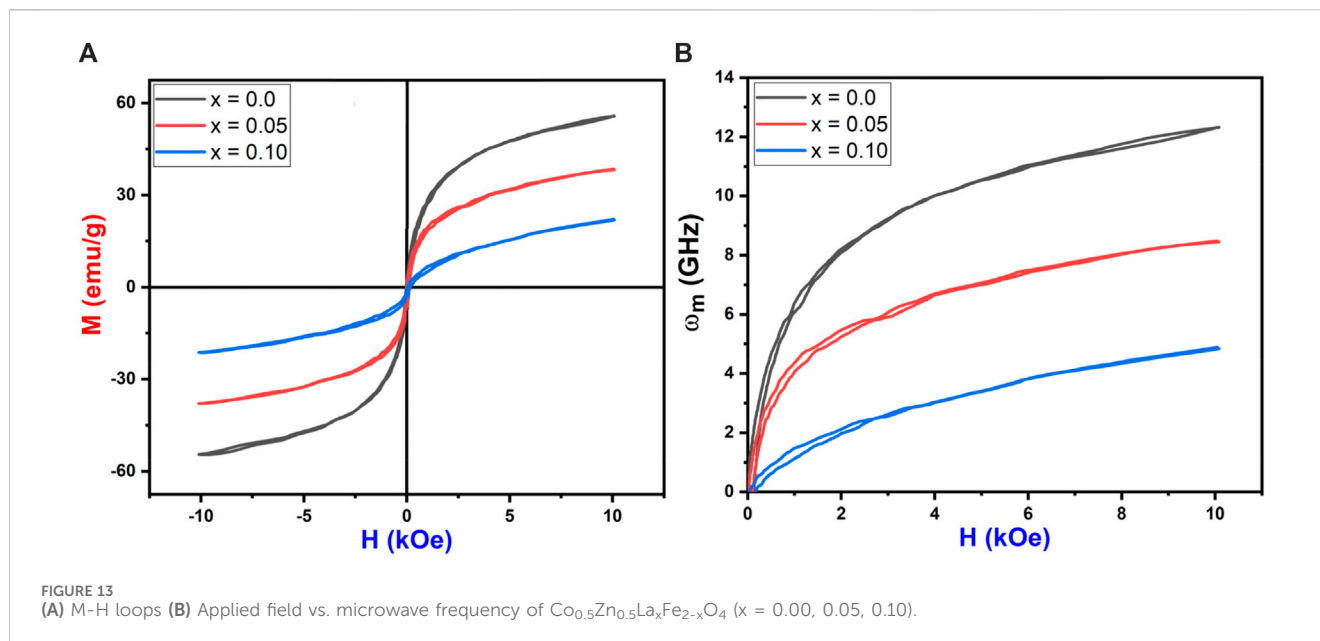 A
B
x = 0.0
x = 0.05
x = 0.10
60
30
0
-30
-60
M (emu/g)
-10
-5
0
5
10
H (kOe)
x = 0.0
x = 0.05
x = 0.10
14
12
10
8
6
4
2
0
ωm (GHz)
0
2
4
6
8
10
H (kOe)
FIGURE 13
(A) M-H loops (B) Applied field vs. microwave frequency of Co0.5Zn0.5LaxFe2-xO4 (x = 0.00, 0.05, 0.10).